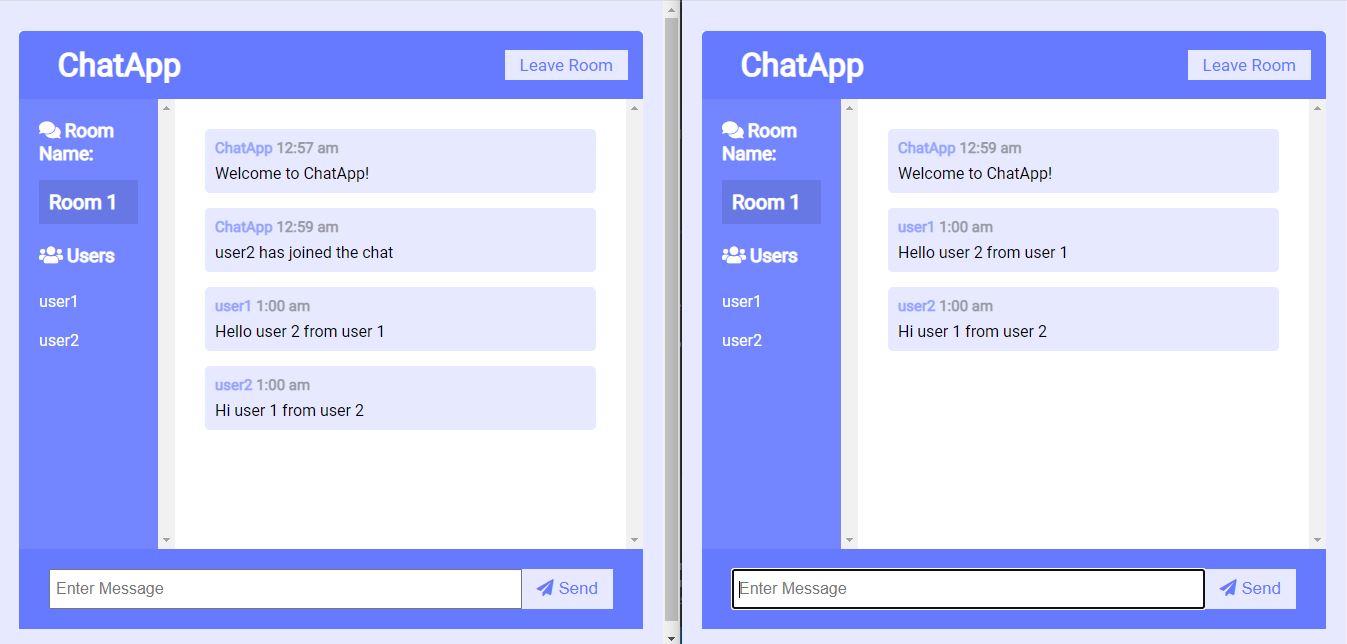 ChatApp
Leave Room
Room
Name:
Room 1
Users
user1
user2
ChatApp 12:57 am
Welcome to ChatApp!
ChatApp 12:59 am
user2 has joined the chat
user1 1:00 am
Hello user 2 from user 1
user2 1:00 am
Hi user 1 from user 2
Enter Message
Send
ChatApp
Leave Room
Room
Name:
Room 1
Users
user1
user2
ChatApp 12:59 am
Welcome to ChatApp!
user1 1:00 am
Hello user 2 from user 1
user2 1:00 am
Hi user 1 from user 2
Enter Message
Send